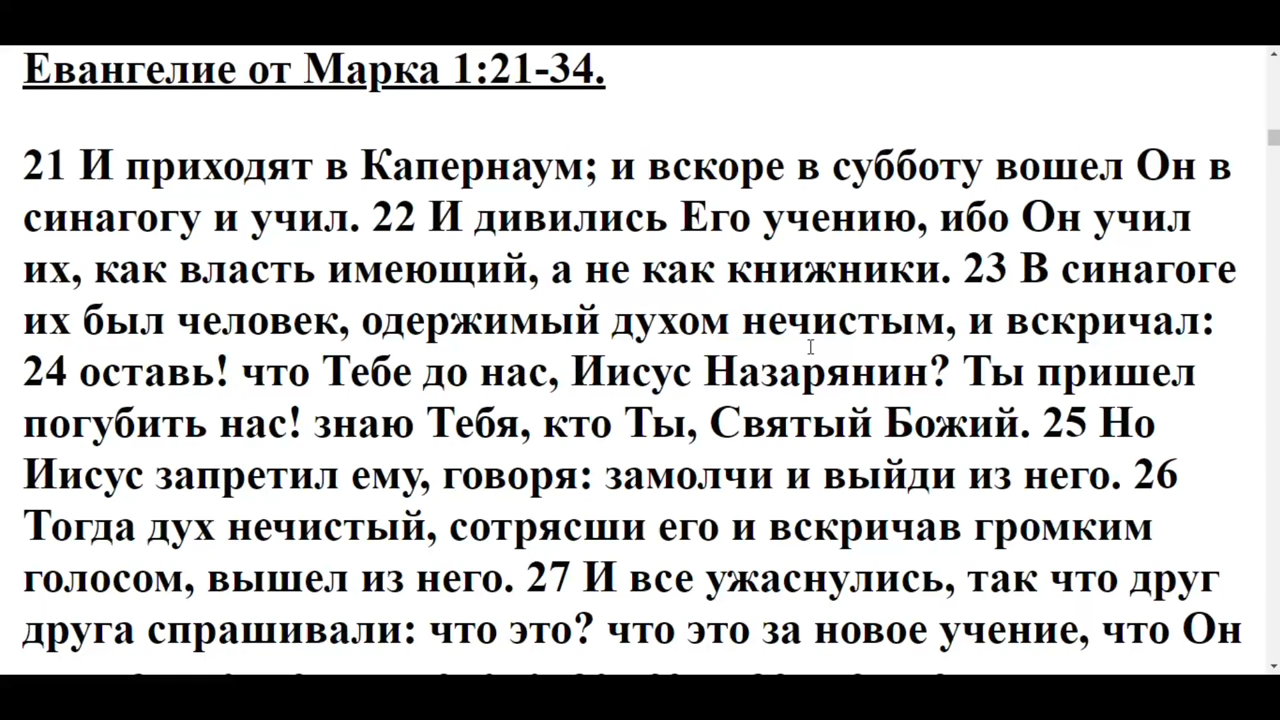 Евангелие от Марка 1:21-34.
21 И приходят в Капернаум; и вскоре в субботу вошел Он в
синагогу и учил. 22 И дивились Его учению, ибо Он учил
их, как власть имеющий, а не как книжники. 23 В синагоге
их был человек, одержимый духом нечистым, и вскричал:
24 оставь! что Тебе до нас, Иисус Назарянин? Ты пришел
погубить нас! знаю Тебя, кто Ты, Святый Божий. 25 Но
Иисус запретил ему, говоря: замолчи и выйди из него. 26
Тогда дух нечистый, сотрясши его и вскричав громким
голосом, вышел из него. 27 И все ужаснулись, так что друг
друга спрашивали: что это? что это за новое учение, что Он